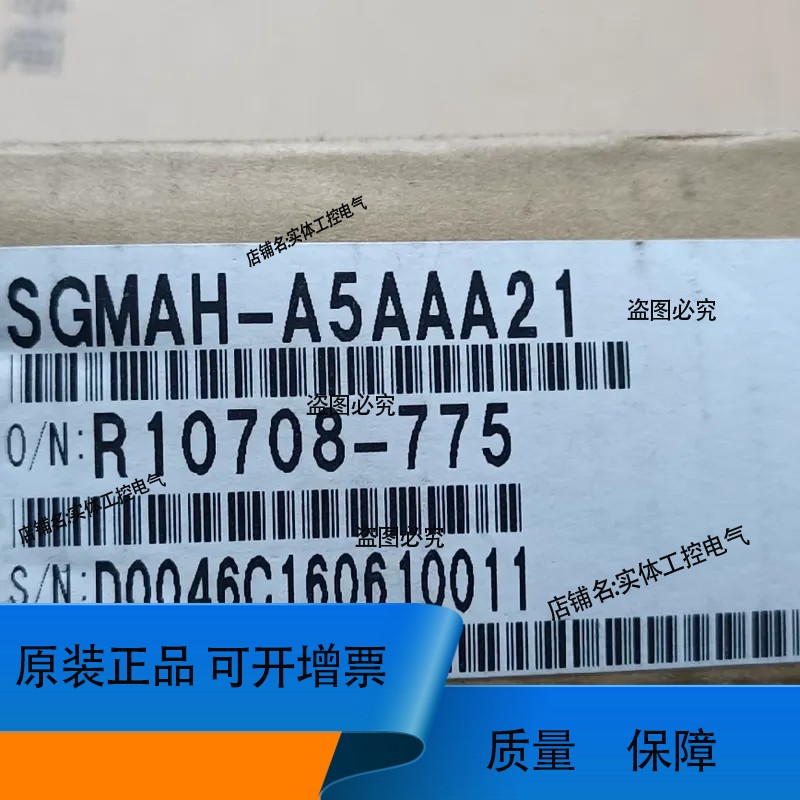 店铺名:实体工控电气
SGMAH-A5AAA21
盗图必究
盗图必究
O/N:R10708-775
店铺名:实体工控电气
盗图必究
S/N:D0046C160610011
店铺名:实体工控电气
原装正品 可开增票
质量 保障